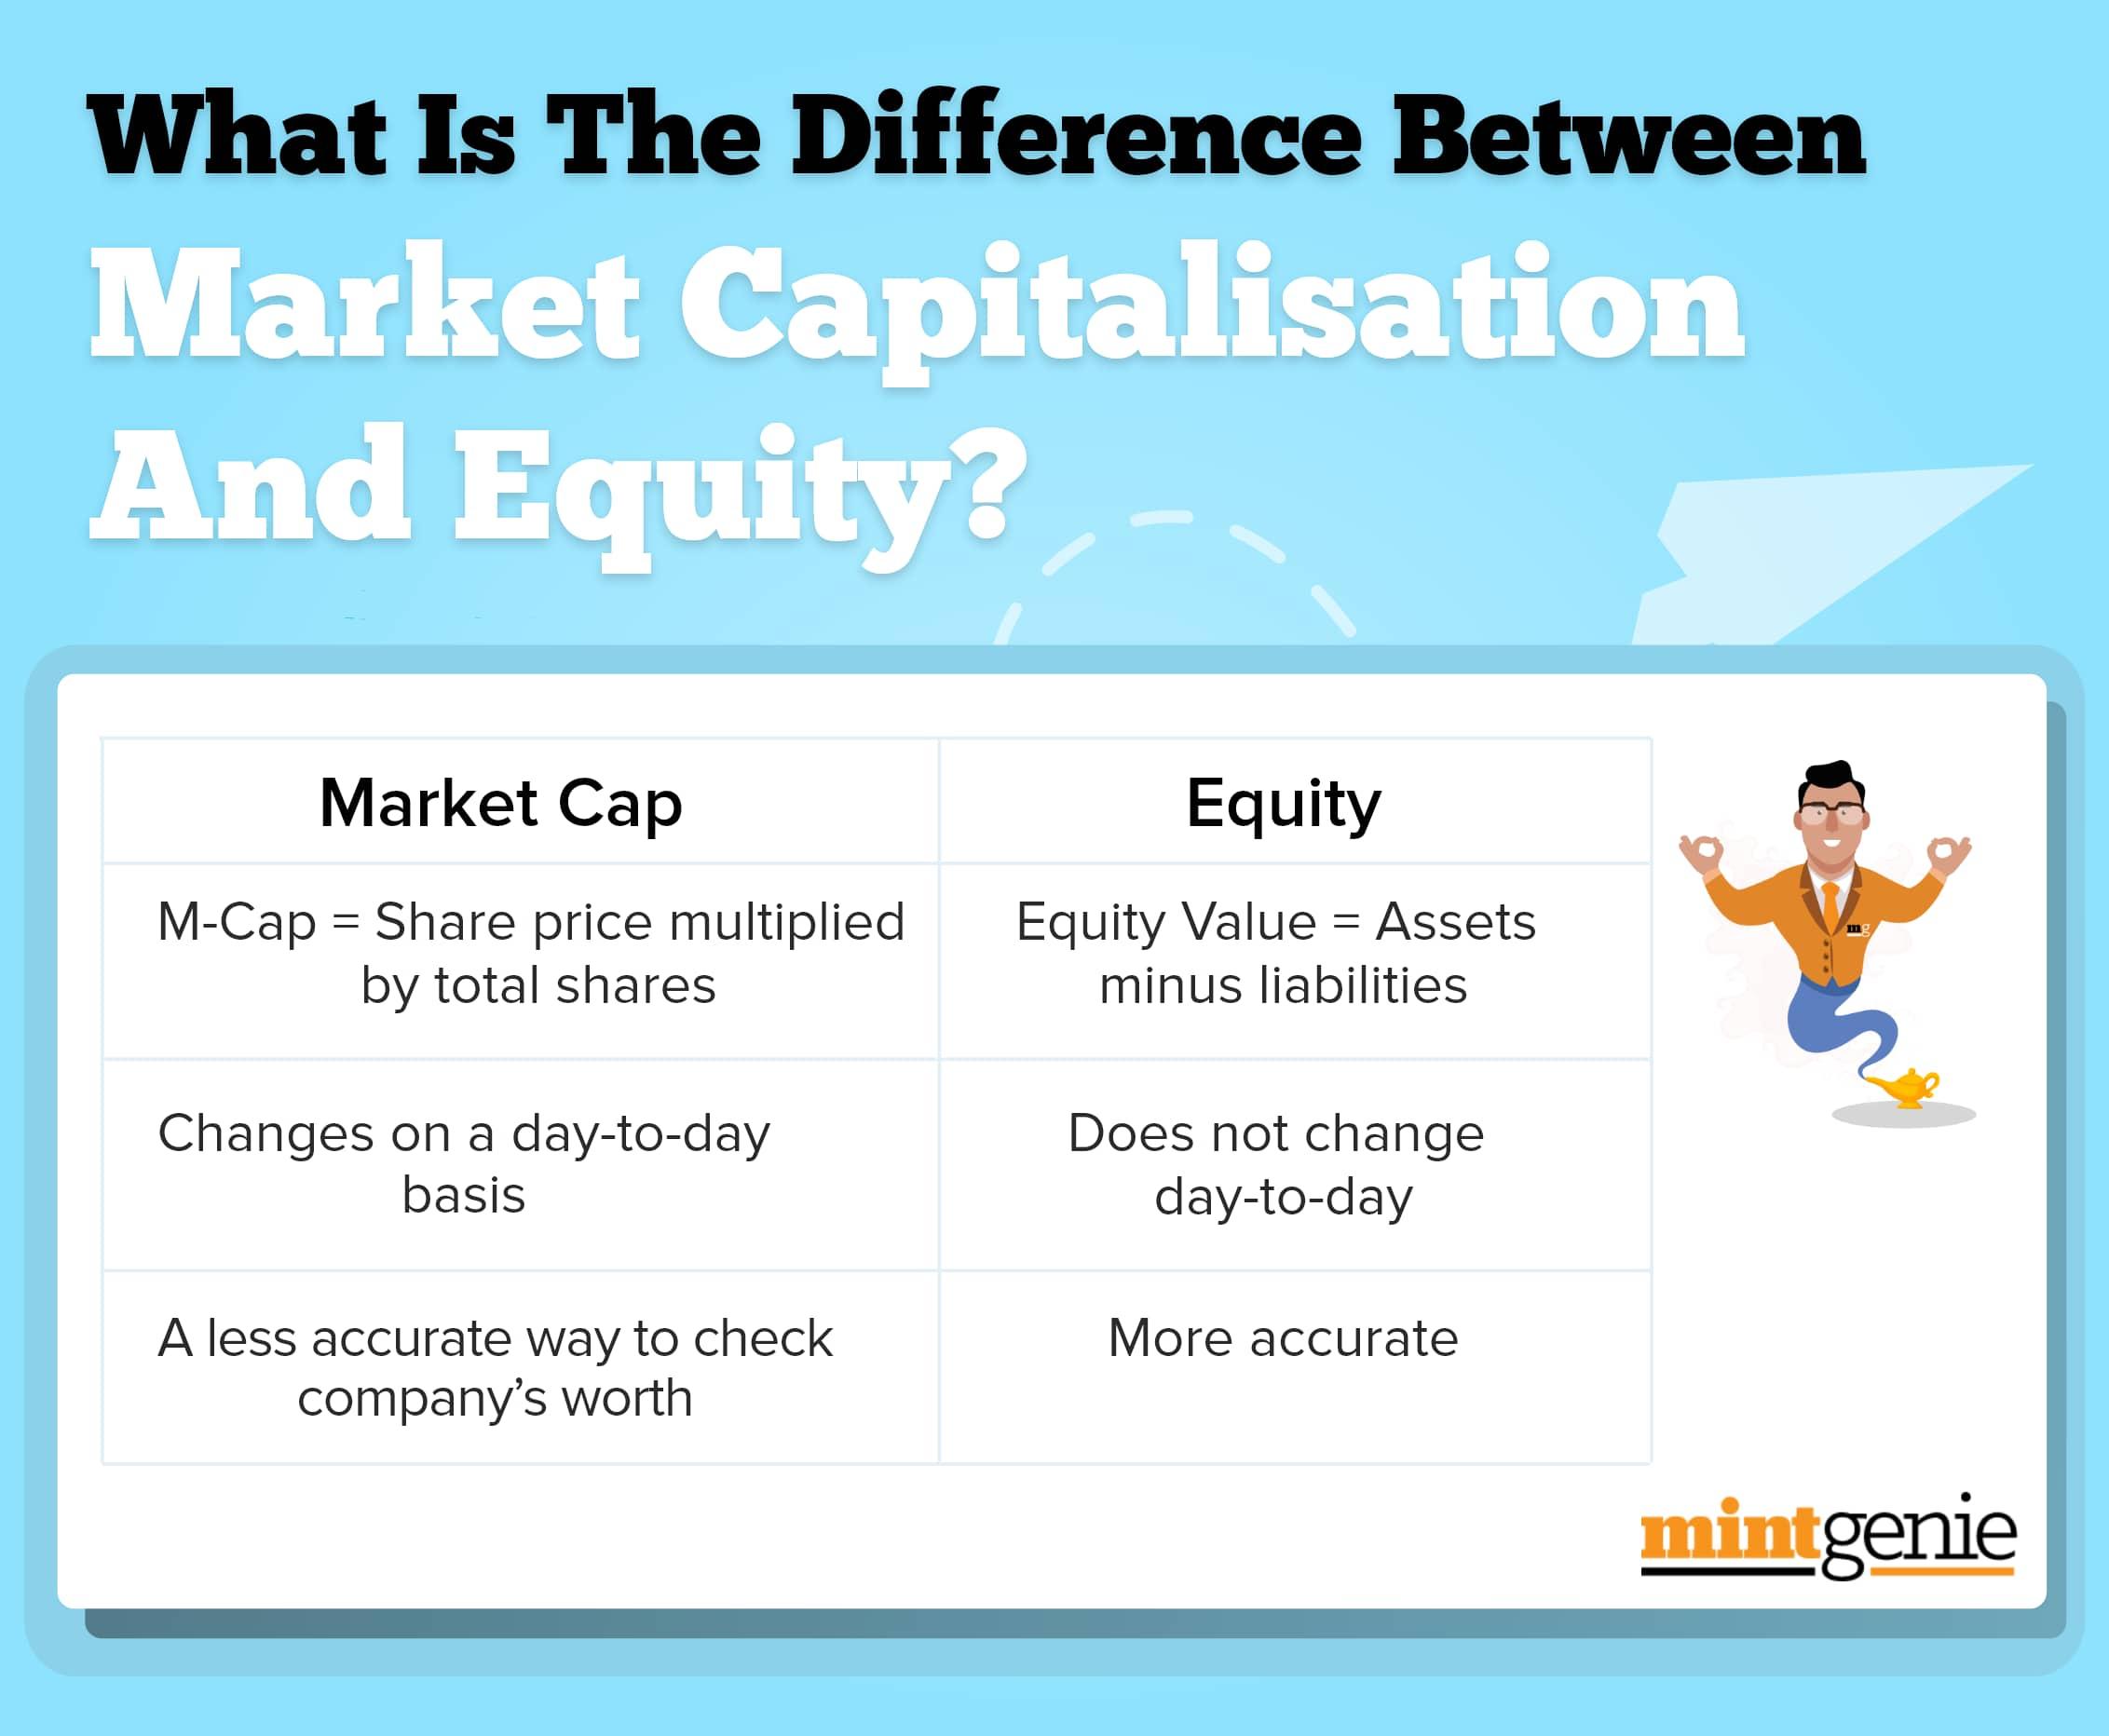 What Is The Difference Between
Market Capitalisation
And Equity?
Market Cap
Equity
M-Cap = Share price multiplied
by total shares
Equity Value = Assets
minus liabilities
Changes on a day-to-day
basis
Does not change
day-to-day
A less accurate way to check
company’s worth
More accurate
mg
mintgenie